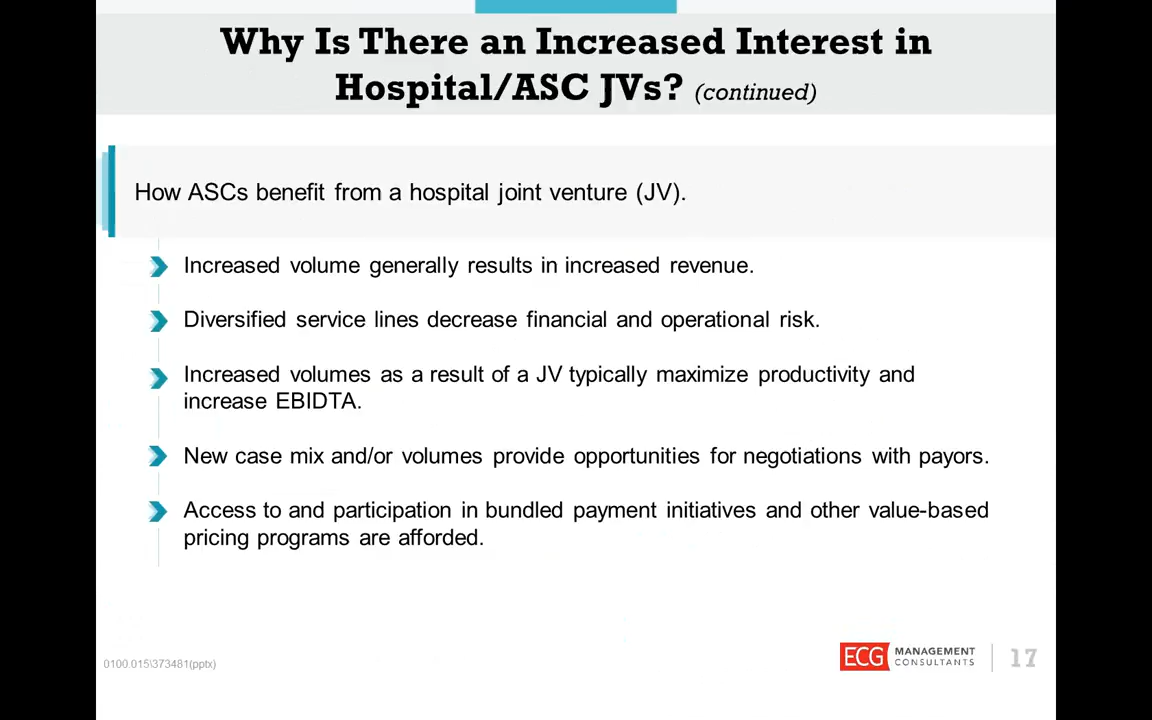 Why Is There an Increased Interest in
Hospital/ASC JVs? (continued)
How ASCs benefit from a hospital joint venture (JV).
Increased volume generally results in increased revenue.
Diversified service lines decrease financial and operational risk.
Increased volumes as a result of a JV typically maximize productivity and
increase EBIDTA.
New case mix and/or volumes provide opportunities for negotiations with payors.
Access to and participation in bundled payment initiatives and other value-based
pricing programs are afforded.
0100.015\373481(pptx)
ECG MANAGEMENT
CONSULTANTS
17